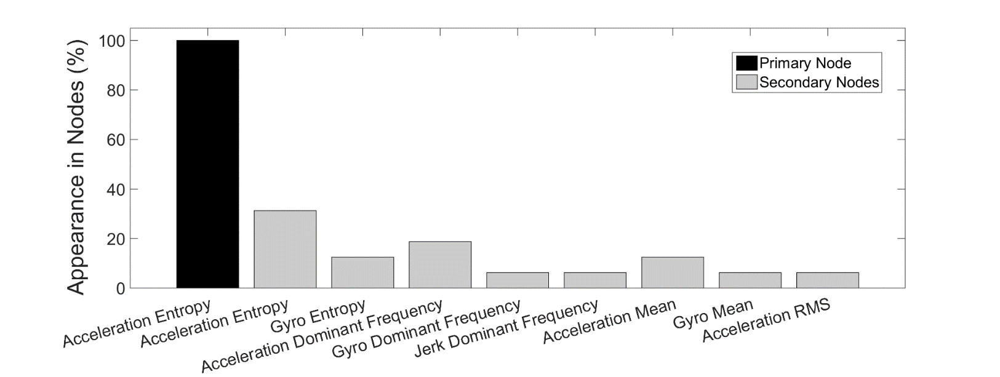 Appearance in Nodes (%)
100
80
60
40
20
0
Primary Node
Secondary Nodes
Acceleration Entropy
Acceleration Entropy
Gyro Entropy
Acceleration Dominant Frequency
Gyro Dominant Frequency
Jerk Dominant Frequency
Acceleration Mean
Gyro Mean
Acceleration RMS